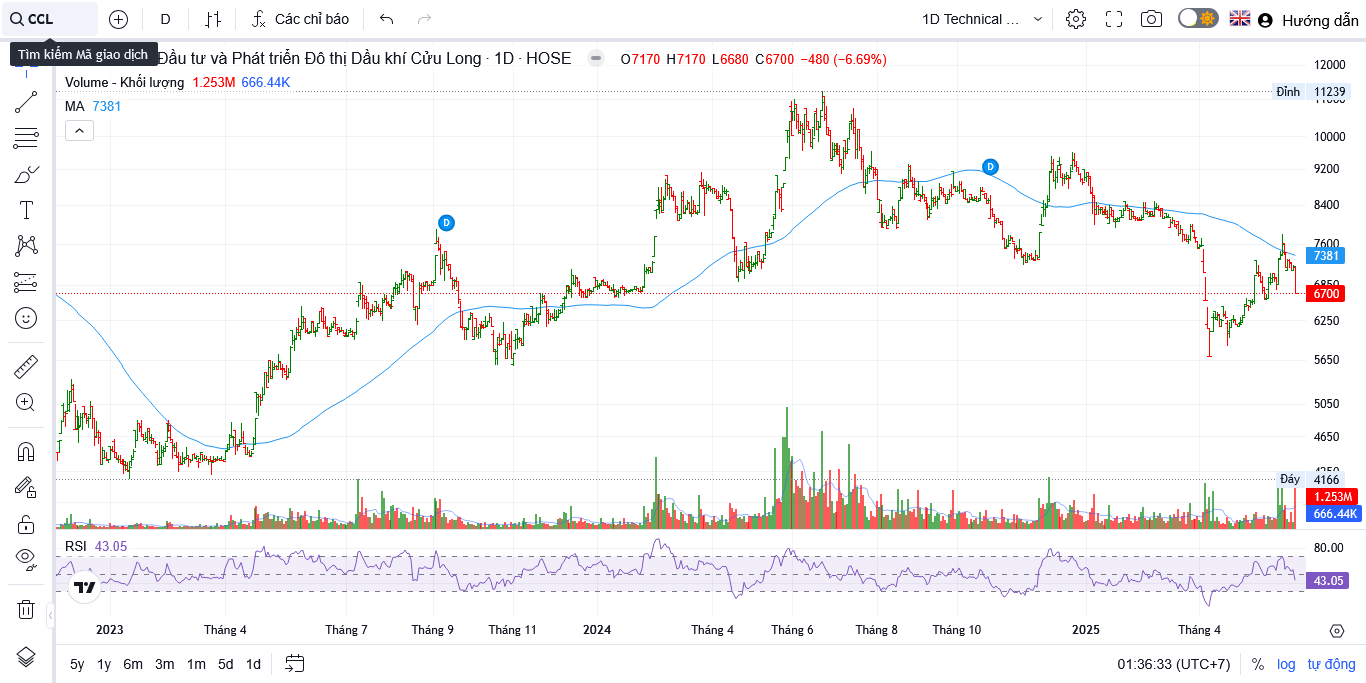 CCL
D
Các chỉ báo
1D Technical ...
Hướng dẫn
Tìm kiếm Mã giao dịch
Đầu tư và Phát triển Đô thị Dầu khí Cửu Long · 1D · HOSE
O7170 H7170 L6680 C6700 −480 (−6.69%)
Volume - Khối lượng 1.253M 666.44K
MA 7381
12000
Đỉnh 11239
10000
9200
8400
7600
7381
6700
6250
5650
5050
4650
4250
Đáy 4166
1.253M
666.44K
D
D
RSI 43.05
80.00
43.05
2023
Tháng 4
Tháng 7
Tháng 9
Tháng 11
2024
Tháng 4
Tháng 6
Tháng 8
Tháng 10
2025
Tháng 4
5y 1y 6m 3m 1m 5d 1d
01:36:33 (UTC+7)
% log tự động